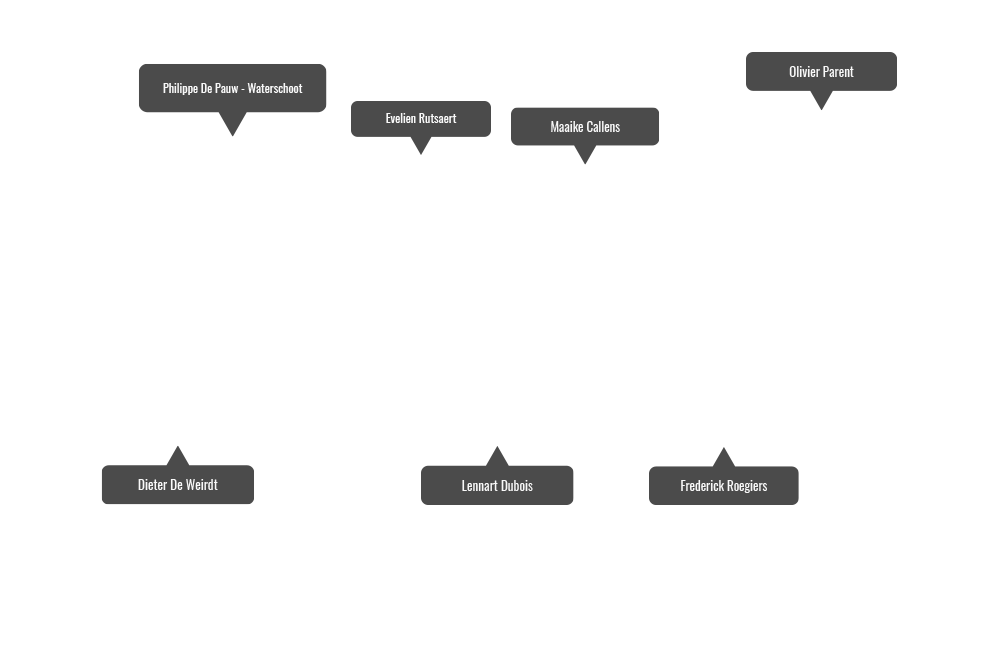 Philippe De Pauw - Waterschoot
Evelien Rutsaert
Maaike Callens
Olivier Parent
Dieter De Weirdt
Lennart Dubois
Frederick Roegiers